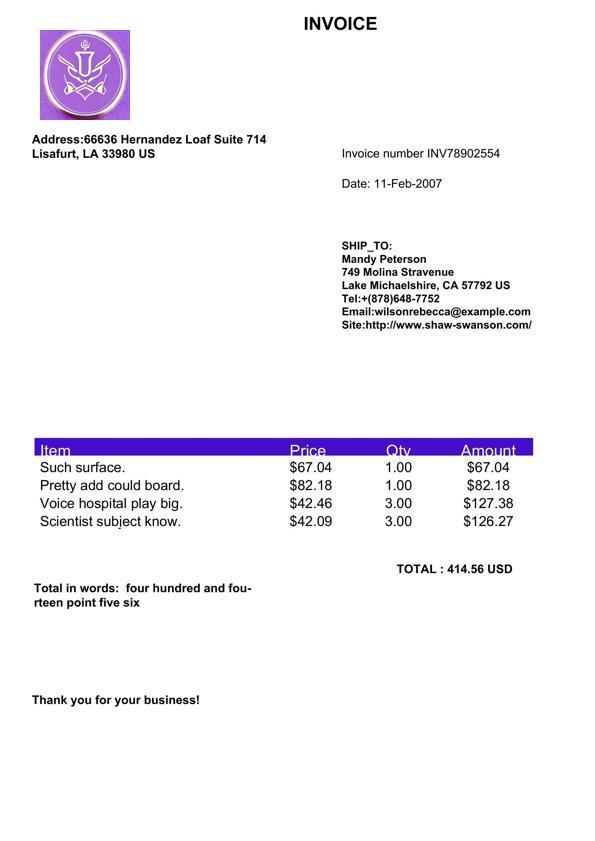 INVOICE
Address:66636 Hernandez Loaf Suite 714
Lisafurt, LA 33980 US
Invoice number INV78902554
Date: 11-Feb-2007
SHIP_TO:
Mandy Peterson
749 Molina Stravenue
Lake Michaelshire, CA 57792 US
Tel:+(878)648-7752
Email:wilsonrebecca@example.com
Site:http://www.shaw-swanson.com/
Item Price Qty Amount
Such surface. $67.04 1.00 $67.04
Pretty add could board. $82.18 1.00 $82.18
Voice hospital play big. $42.46 3.00 $127.38
Scientist subject know. $42.09 3.00 $126.27
TOTAL : 414.56 USD
Total in words: four hundred and fou-
rteen point five six
Thank you for your business!